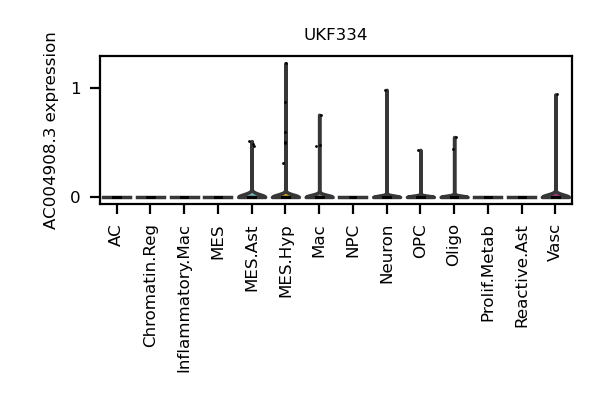 UKF334
AC004908.3 expression
1
0
AC
Chromatin.Reg
Inflammatory.Mac
MES
MES.Ast
MES.Hyp
Mac
NPC
Neuron
OPC
Oligo
Prolif.Metab
Reactive.Ast
Vasc